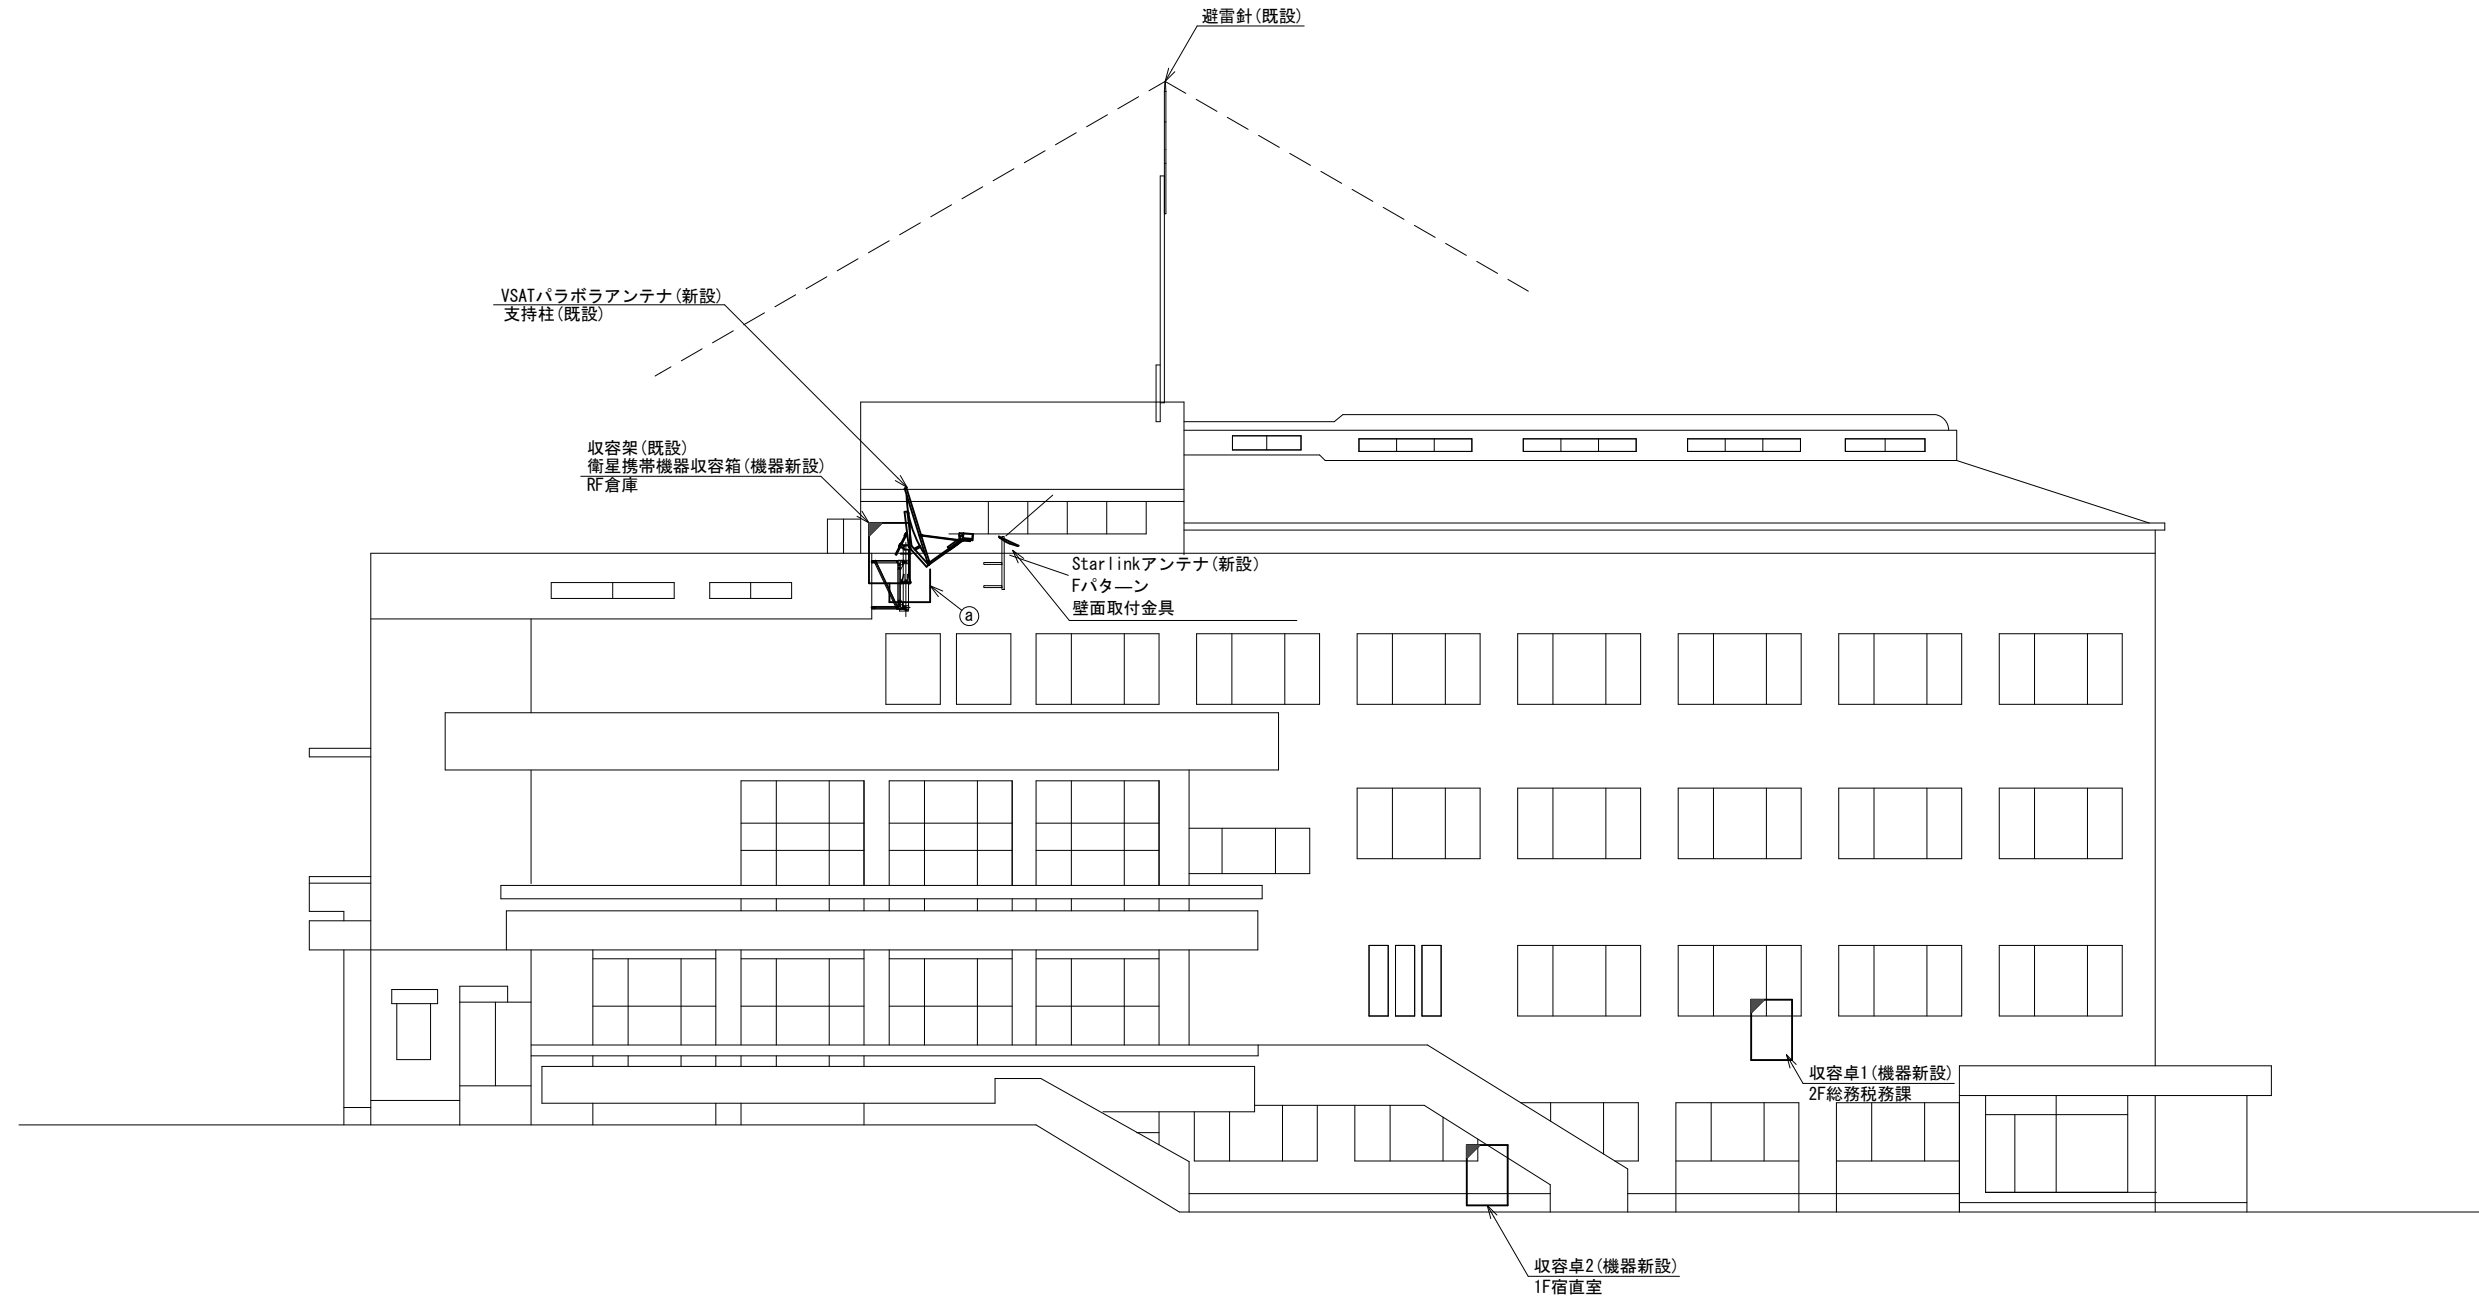 避雷針(既設)
VSATパラボラアンテナ(新設)
支持柱(既設)
収容架(既設)
衛星携帯機器収容箱(機器新設)
RF倉庫
Starlinkアンテナ(新設)
Fパターン
壁面取付金具
a
収容卓1(機器新設)
2F総務税務課
収容卓2(機器新設)
1F宿直室